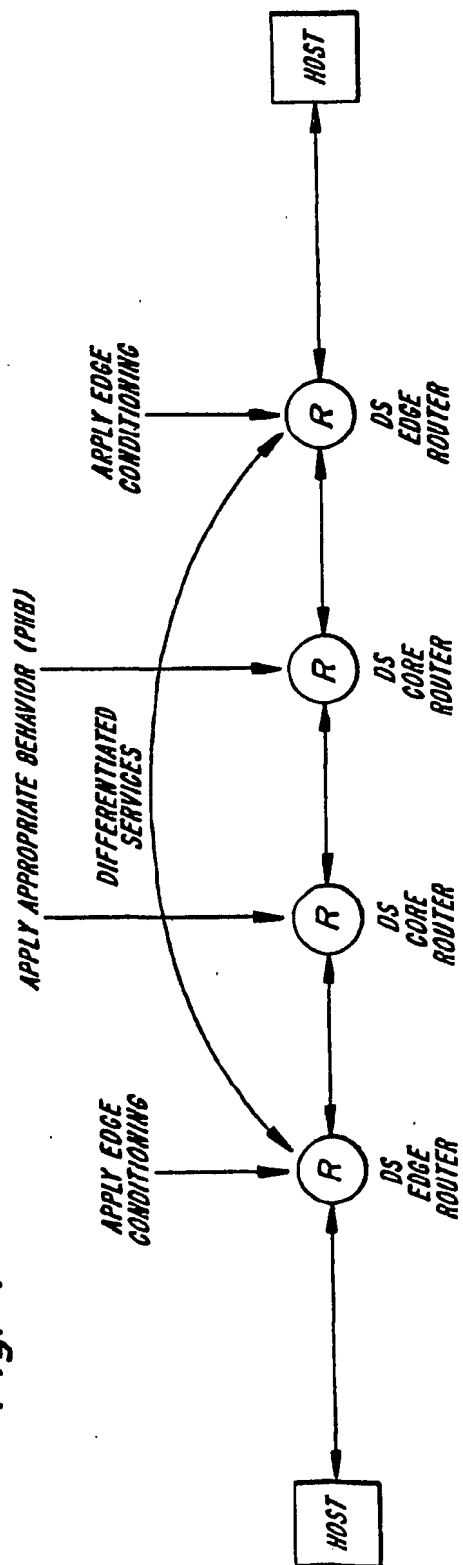 APPLY APPROPRIATE BEHAVIOR (PHB)
APPLY EDGE
CONDITIONING
DIFFERENTIATED
SERVICES
APPLY EDGE
CONDITIONING
HOST
R
R
R
R
HOST
DS
EDGE
ROUTER
DS
CORE
ROUTER
DS
CORE
ROUTER
DS
EDGE
ROUTER